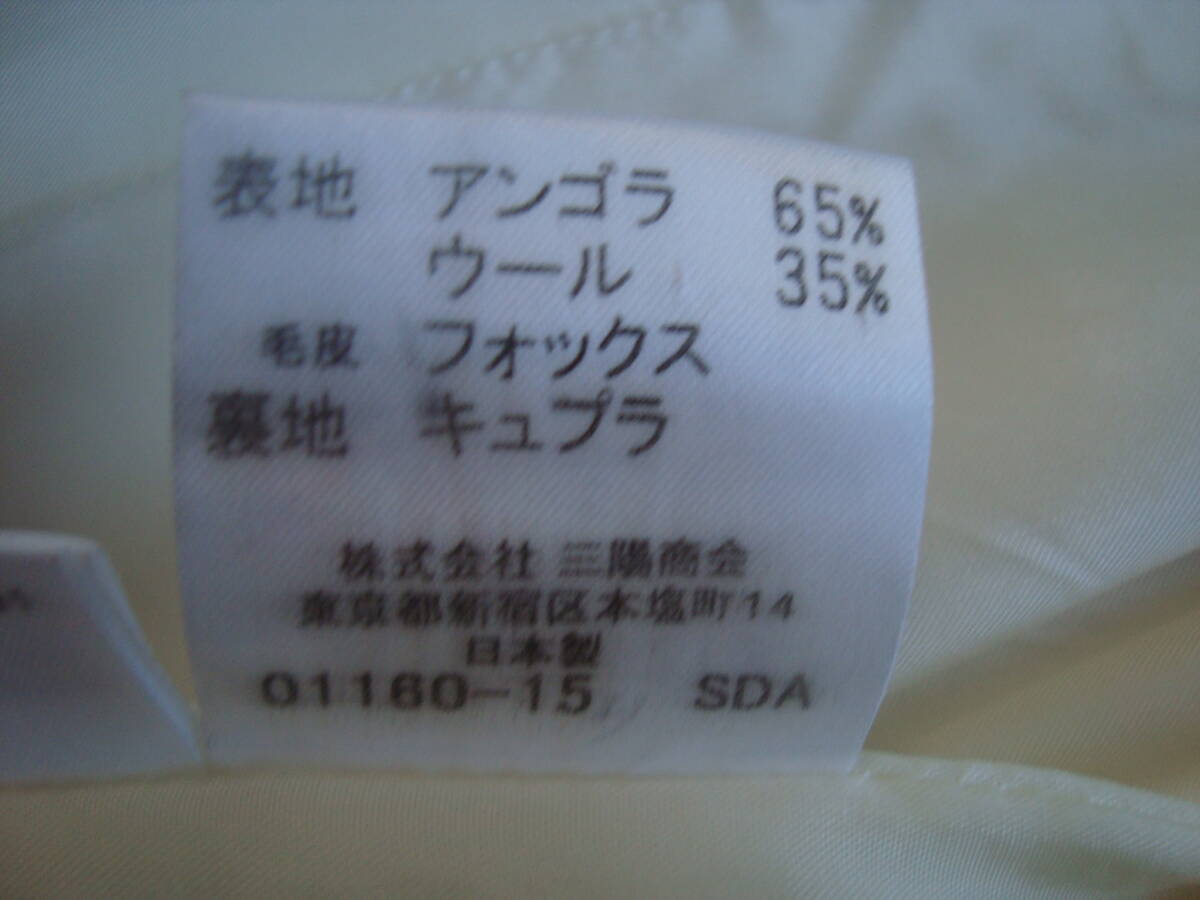 表地 アンゴラ 65%
ウール 35%
毛皮 フォックス
裏地 キュプラ
株式会社 三陽商会
東京都新宿区本塩町14
日本製
01160-15 SDA